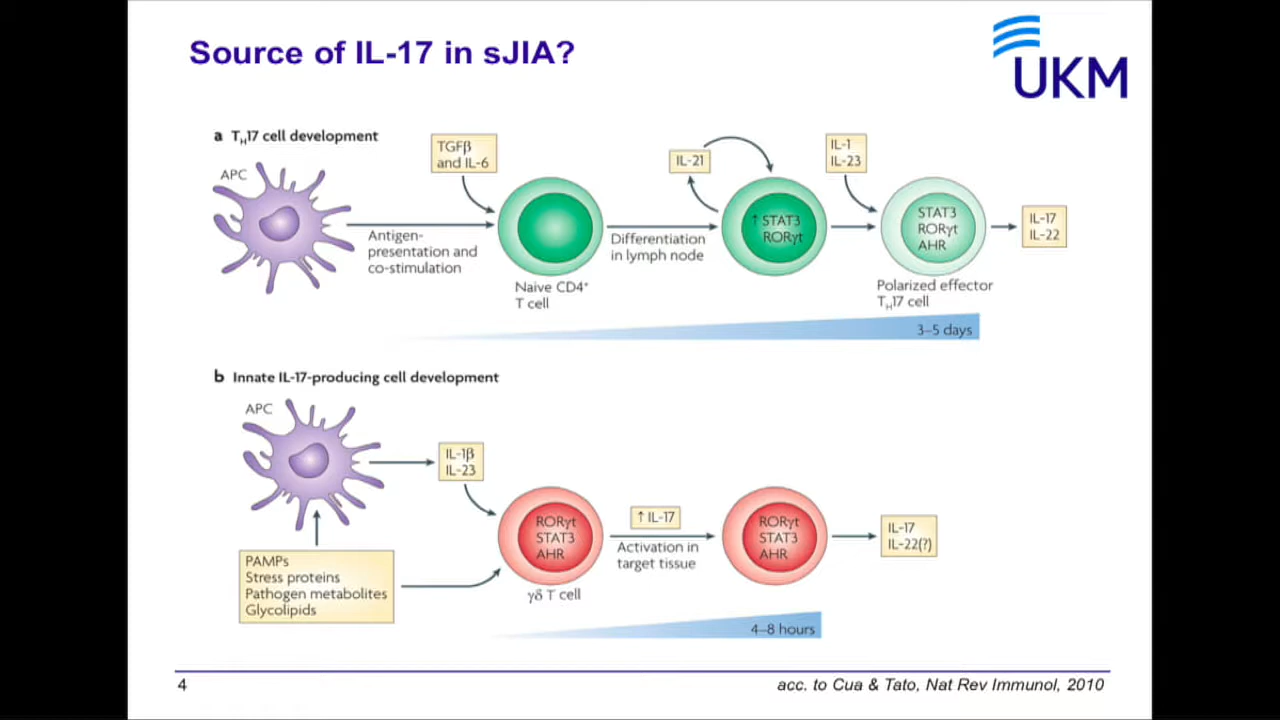 Source of IL-17 in sJIA?
UKM
a TH17 cell development
APC
TGFβ
and IL-6
Antigen-
presentation and
co-stimulation
Naive CD4+
T cell
Differentiation
in lymph node
IL-21
↑ STAT3
RORγt
IL-1
IL-23
STAT3
RORγt
AHR
Polarized effector
TH17 cell
IL-17
IL-22
3–5 days
b Innate IL-17-producing cell development
APC
IL-1β
IL-23
PAMPs
Stress proteins
Pathogen metabolites
Glycolipids
RORγt
STAT3
AHR
γδ T cell
↑ IL-17
Activation in
target tissue
RORγt
STAT3
AHR
IL-17
IL-22(?)
4–8 hours
4
acc. to Cua & Tato, Nat Rev Immunol, 2010